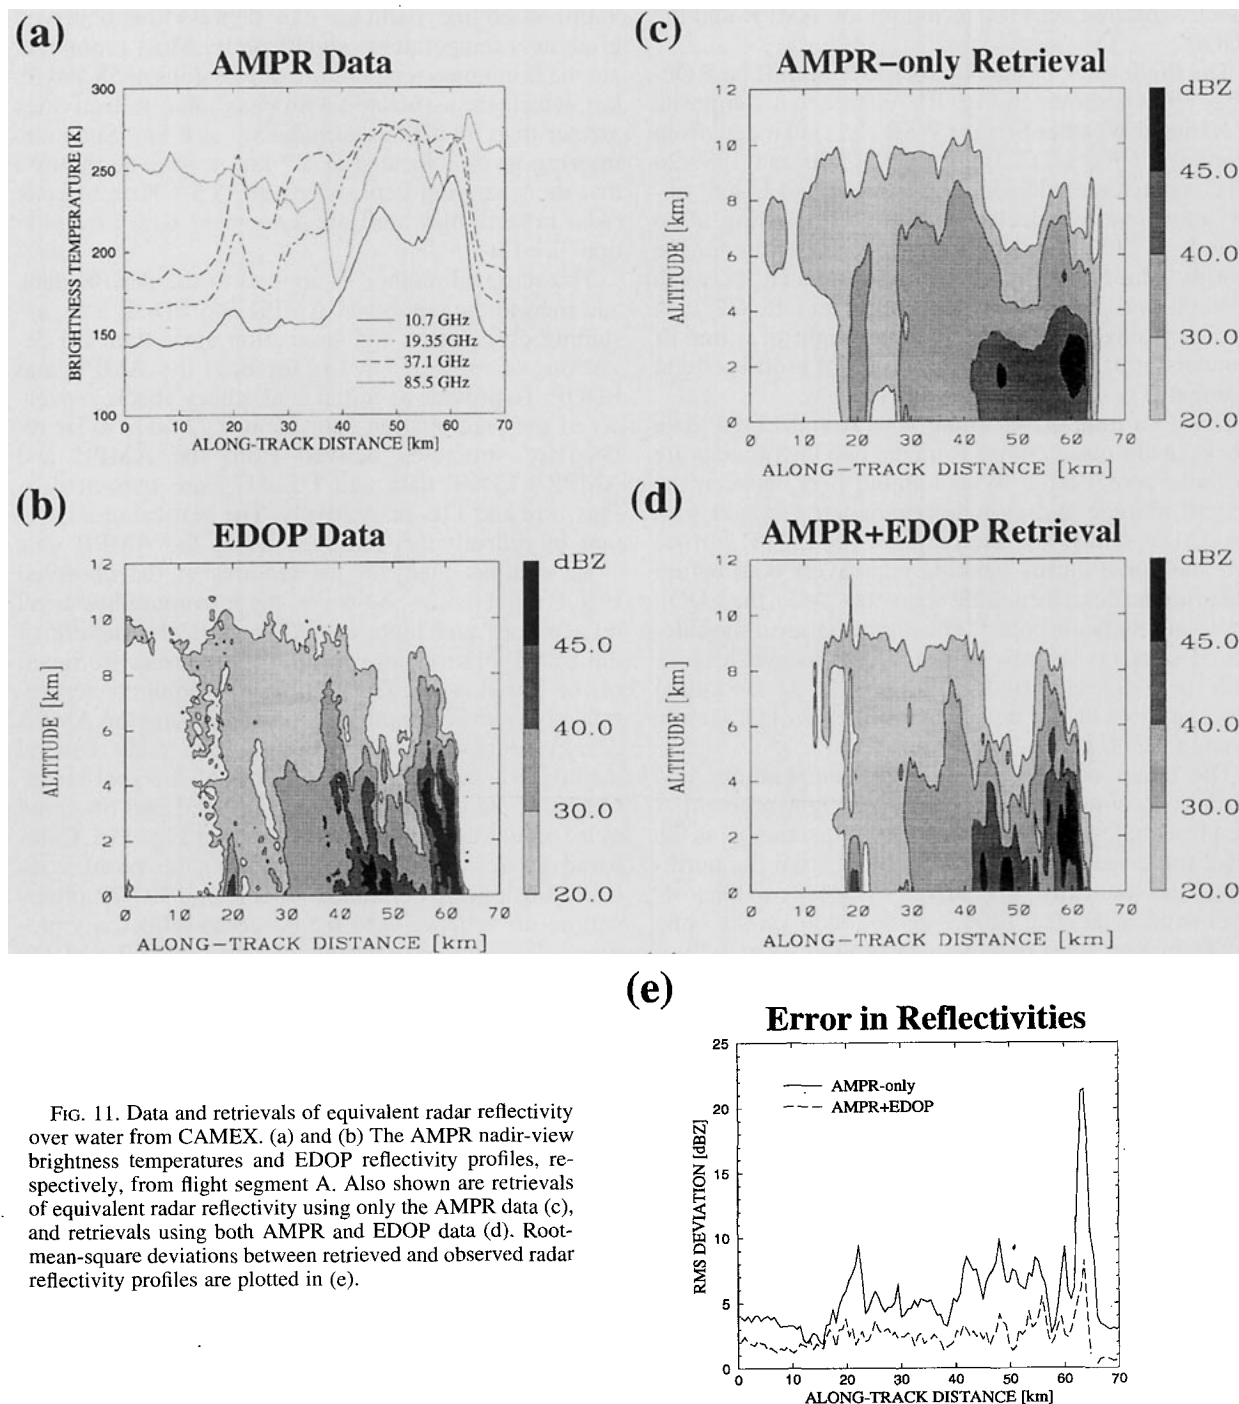 (a)
AMPR Data
300
250
200
150
100
BRIGHTNESS TEMPERATURE [K]
10.7 GHz
19.35 GHz
37.1 GHz
85.5 GHz
0 10 20 30 40 50 60 70
ALONG-TRACK DISTANCE [km]
(b)
EDOP Data
12
10
8
6
4
2
0
ALTITUDE [km]
dBZ
45.0
40.0
30.0
20.0
0 10 20 30 40 50 60 70
ALONG-TRACK DISTANCE [km]
(c)
AMPR-only Retrieval
12
10
8
6
4
2
0
ALTITUDE [km]
dBZ
45.0
40.0
30.0
20.0
0 10 20 30 40 50 60 70
ALONG-TRACK DISTANCE [km]
(d)
AMPR+EDOP Retrieval
12
10
8
6
4
2
0
ALTITUDE [km]
dBZ
45.0
40.0
30.0
20.0
0 10 20 30 40 50 60 70
ALONG-TRACK DISTANCE [km]
(e)
Error in Reflectivities
25
20
15
10
5
0
RMS DEVIATION [dBZ]
AMPR-only
AMPR+EDOP
0 10 20 30 40 50 60 70
ALONG-TRACK DISTANCE [km]
FIG. 11. Data and retrievals of equivalent radar reflectivity
over water from CAMEX. (a) and (b) The AMPR nadir-view
brightness temperatures and EDOP reflectivity profiles, re-
spectively, from flight segment A. Also shown are retrievals
of equivalent radar reflectivity using only the AMPR data (c),
and retrievals using both AMPR and EDOP data (d). Root-
mean-square deviations between retrieved and observed radar
reflectivity profiles are plotted in (e).